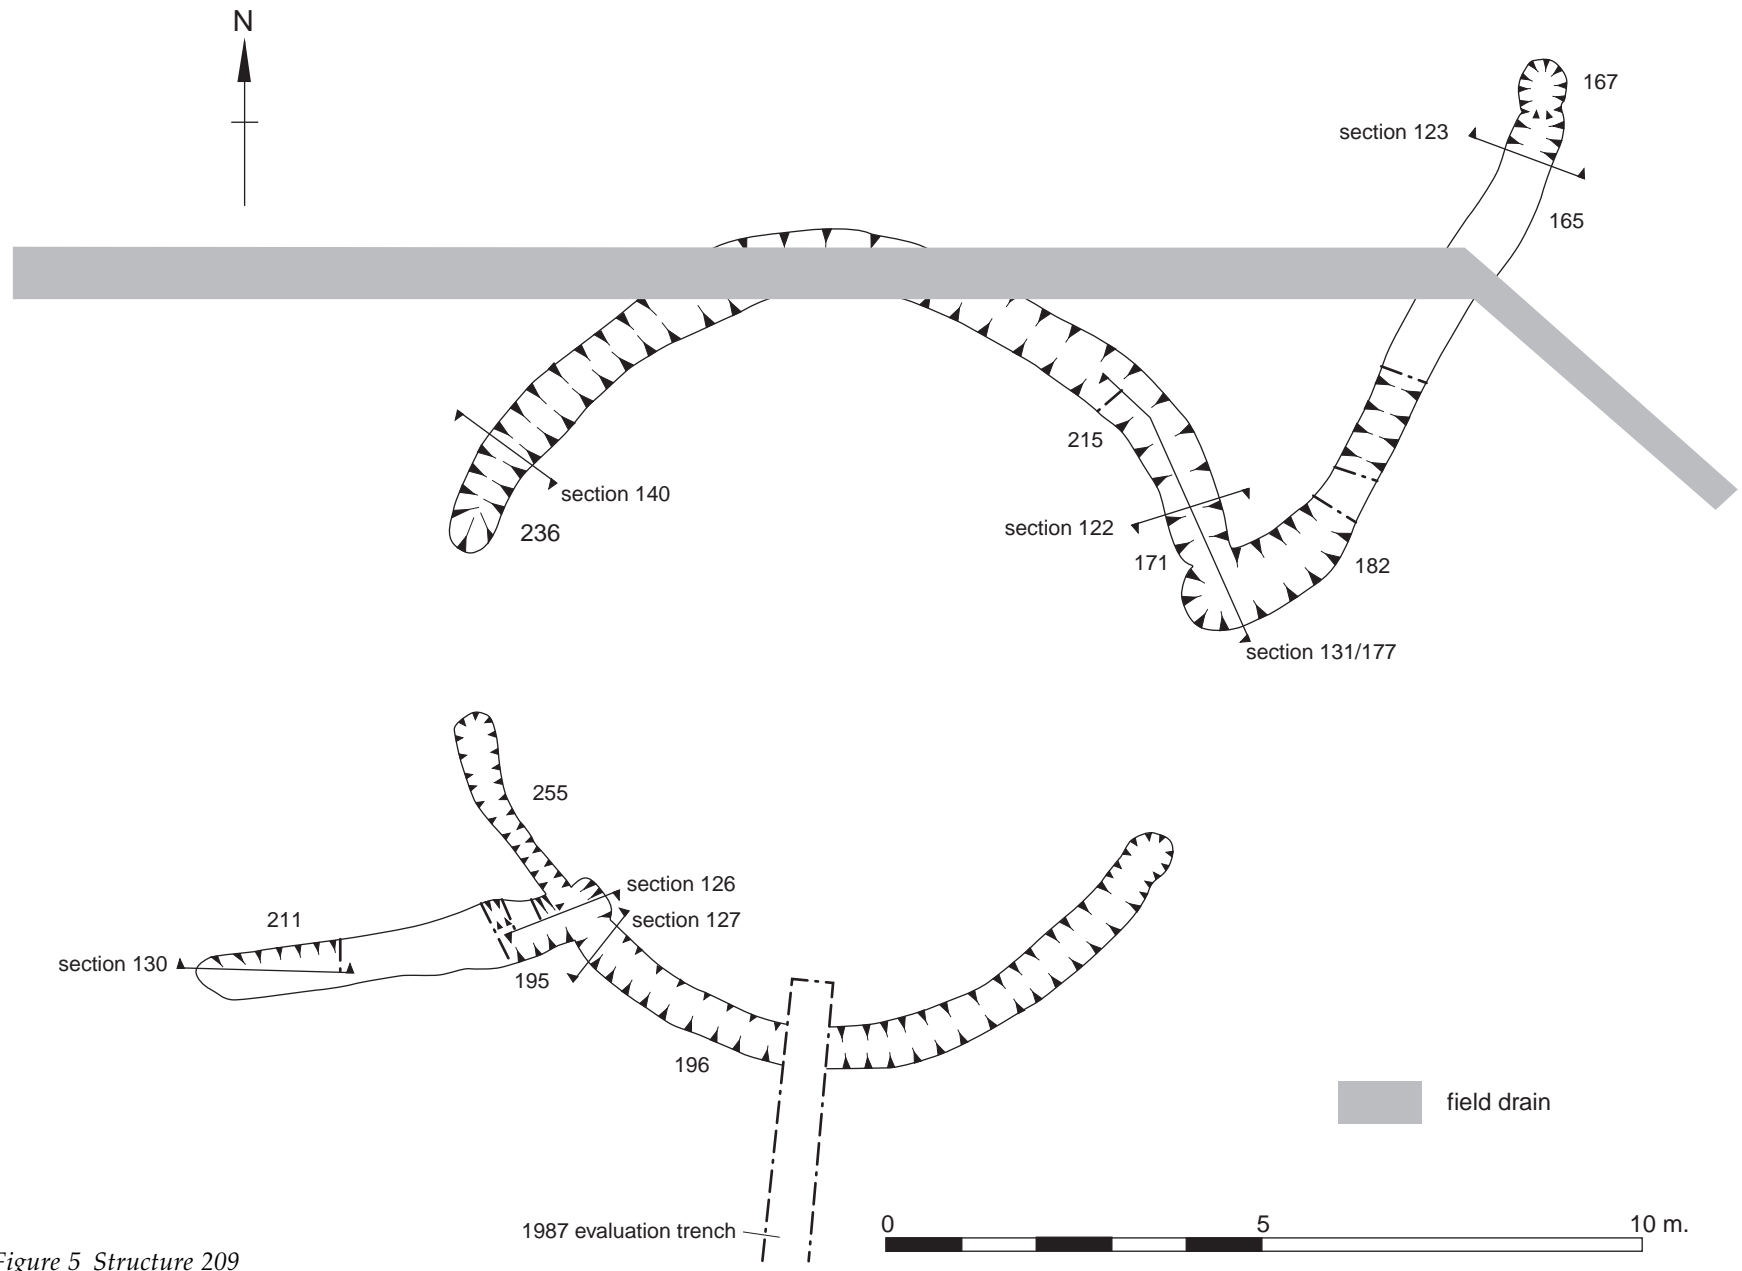 N
167
section 123
165
215
section 140
section 122
236
171
182
section 131/177
255
section 126
211
section 127
section 130
195
196
field drain
1987 evaluation trench
0 5 10 m.
Figure 5 Structure 209